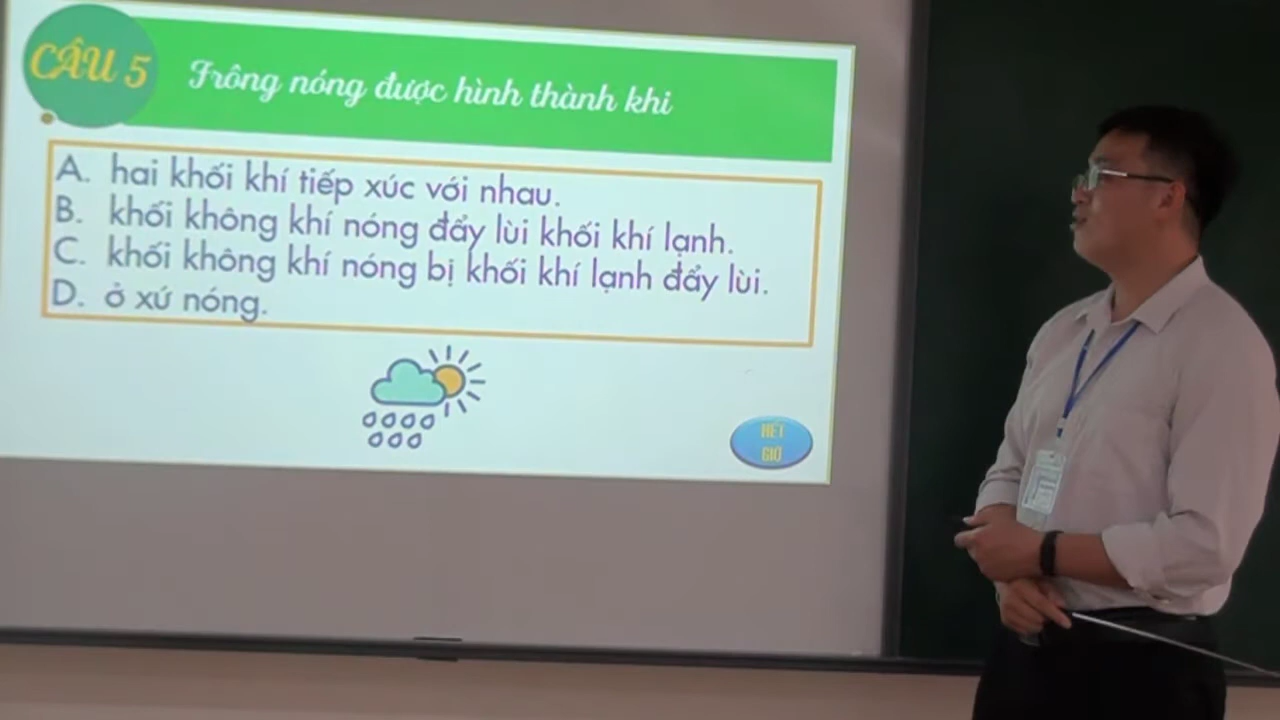 CÂU 5
Frông nóng được hình thành khi
A. hai khối khí tiếp xúc với nhau.
B. khối không khí nóng đẩy lùi khối khí lạnh.
C. khối không khí nóng bị khối khí lạnh đẩy lùi.
D. ở xứ nóng.
HẾT
GIỜ